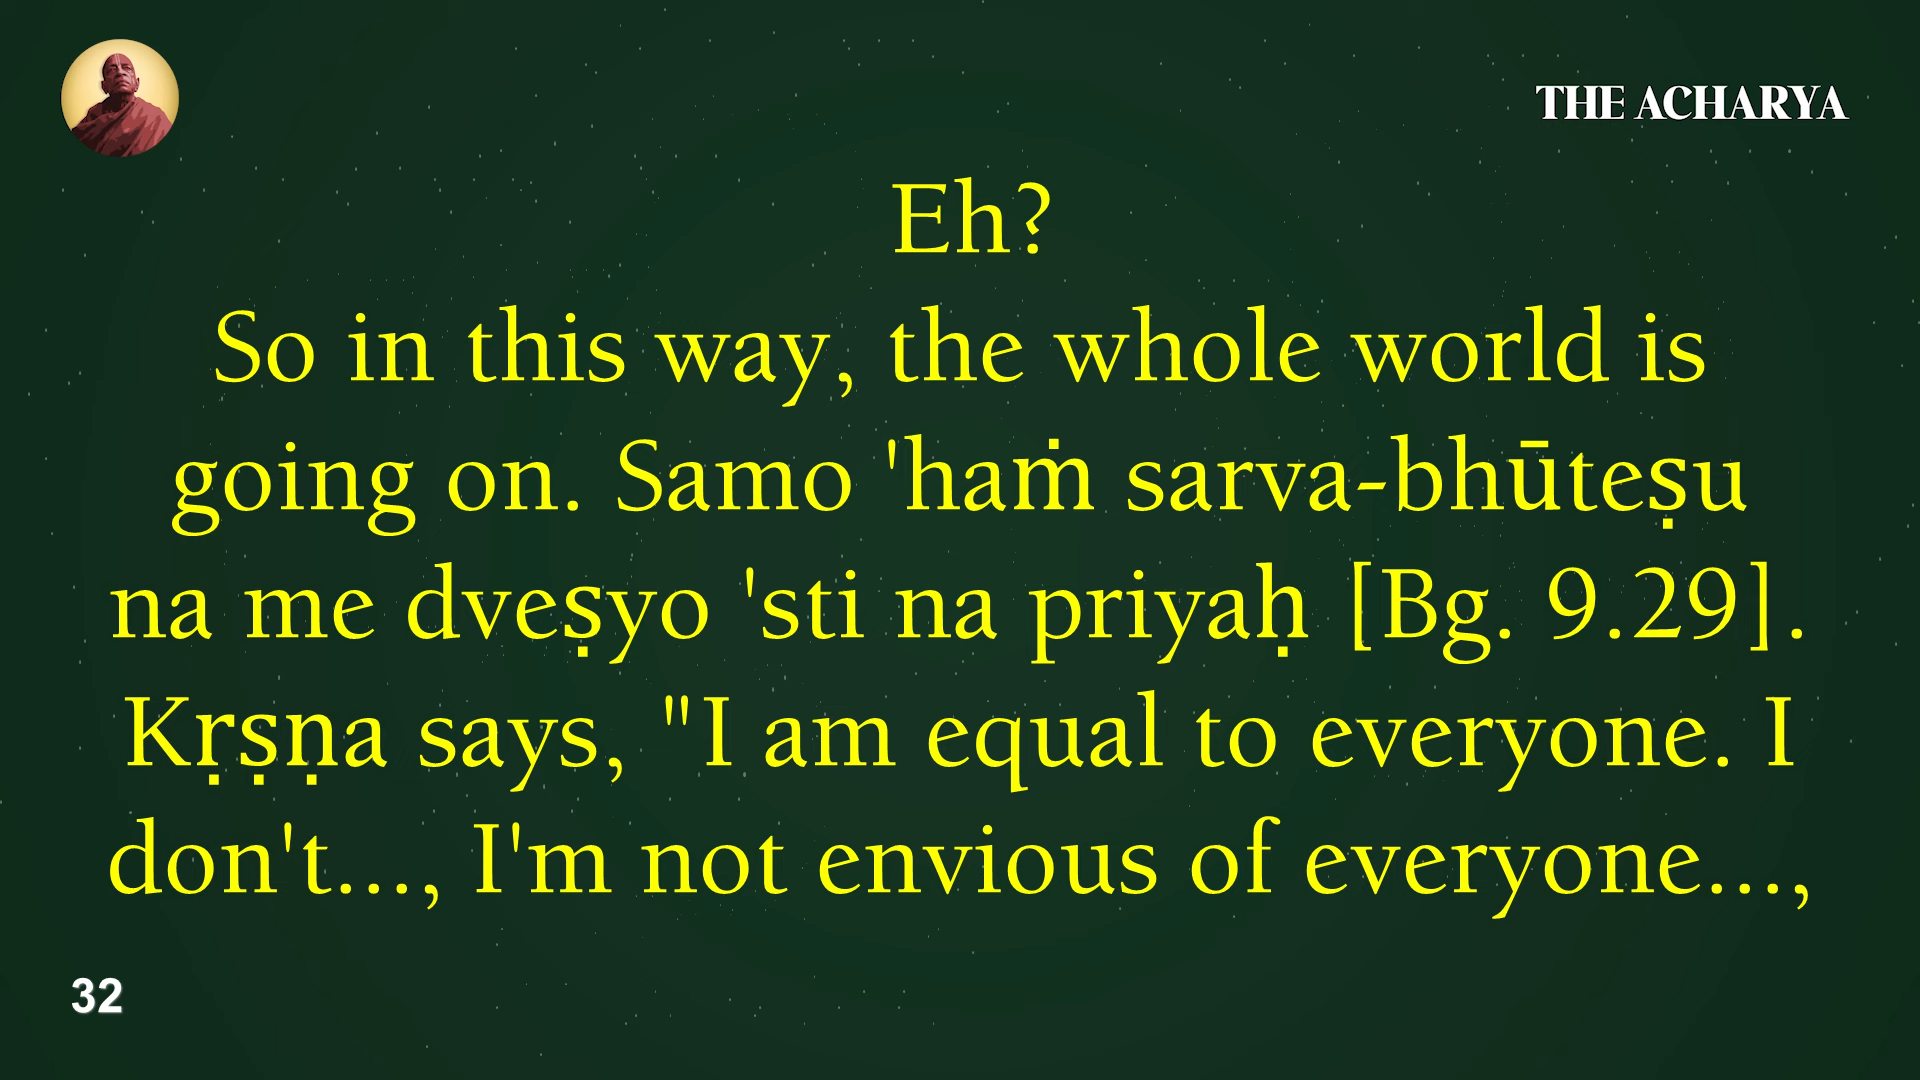 THE ACHARYA
Eh?
So in this way, the whole world is
going on. Samo 'haṁ sarva-bhūteṣu
na me dveṣyo 'sti na priyaḥ [Bg. 9.29].
Kṛṣṇa says, "I am equal to everyone. I
don't..., I'm not envious of everyone...,
32